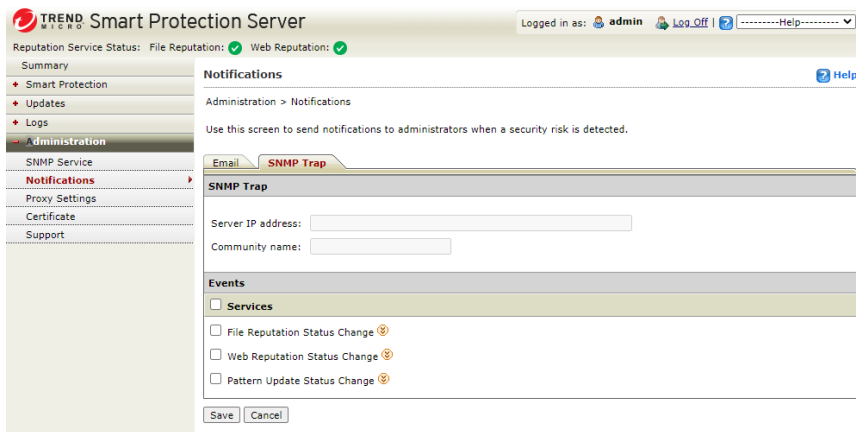 TREND MICRO Smart Protection Server
Logged in as: admin Log Off | ---------Help---------
Reputation Service Status: File Reputation: Web Reputation:
Summary
Smart Protection
Updates
Logs
Administration
SNMP Service
Notifications
Proxy Settings
Certificate
Support
Notifications
Help
Administration > Notifications
Use this screen to send notifications to administrators when a security risk is detected.
Email SNMP Trap
SNMP Trap
Server IP address:
Community name:
Events
Services
File Reputation Status Change
Web Reputation Status Change
Pattern Update Status Change
Save Cancel